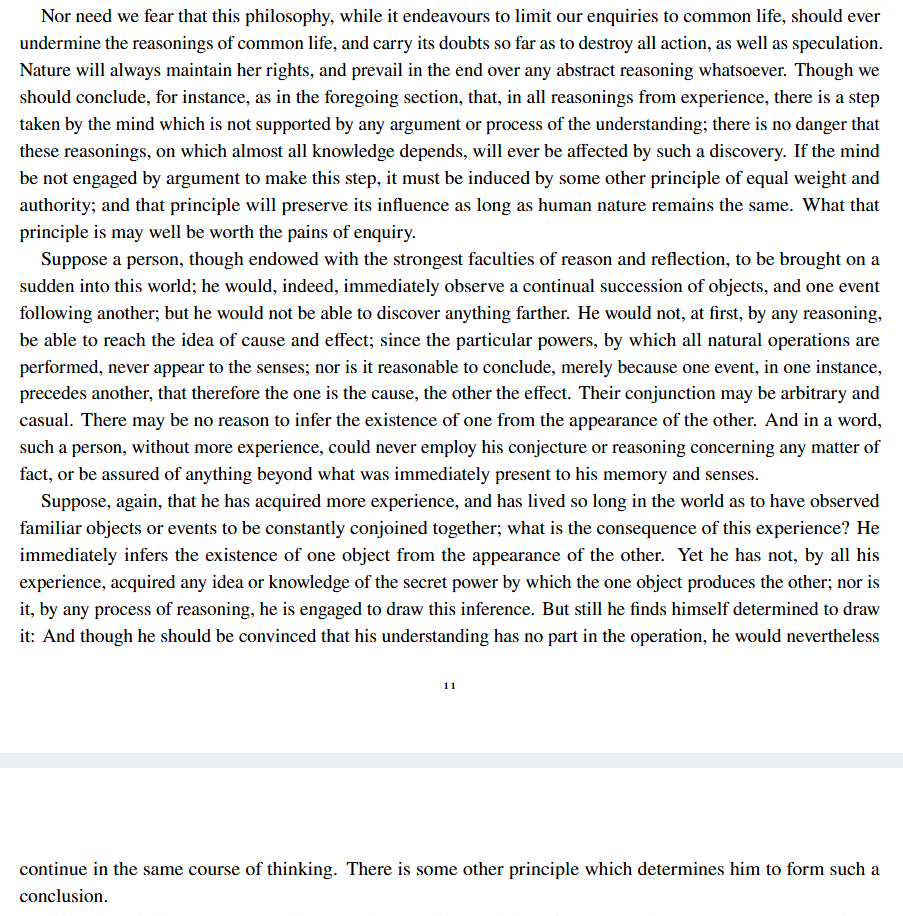 Nor need we fear that this philosophy, while it endeavours to limit our enquiries to common life, should ever
undermine the reasonings of common life, and carry its doubts so far as to destroy all action, as well as speculation.
Nature will always maintain her rights, and prevail in the end over any abstract reasoning whatsoever. Though we
should conclude, for instance, as in the foregoing section, that, in all reasonings from experience, there is a step
taken by the mind which is not supported by any argument or process of the understanding; there is no danger that
these reasonings, on which almost all knowledge depends, will ever be affected by such a discovery. If the mind
be not engaged by argument to make this step, it must be induced by some other principle of equal weight and
authority; and that principle will preserve its influence as long as human nature remains the same. What that
principle is may well be worth the pains of enquiry.
Suppose a person, though endowed with the strongest faculties of reason and reflection, to be brought on a
sudden into this world; he would, indeed, immediately observe a continual succession of objects, and one event
following another; but he would not be able to discover anything farther. He would not, at first, by any reasoning,
be able to reach the idea of cause and effect; since the particular powers, by which all natural operations are
performed, never appear to the senses; nor is it reasonable to conclude, merely because one event, in one instance,
precedes another, that therefore the one is the cause, the other the effect. Their conjunction may be arbitrary and
casual. There may be no reason to infer the existence of one from the appearance of the other. And in a word,
such a person, without more experience, could never employ his conjecture or reasoning concerning any matter of
fact, or be assured of anything beyond what was immediately present to his memory and senses.
Suppose, again, that he has acquired more experience, and has lived so long in the world as to have observed
familiar objects or events to be constantly conjoined together; what is the consequence of this experience? He
immediately infers the existence of one object from the appearance of the other. Yet he has not, by all his
experience, acquired any idea or knowledge of the secret power by which the one object produces the other; nor is
it, by any process of reasoning, he is engaged to draw this inference. But still he finds himself determined to draw
it: And though he should be convinced that his understanding has no part in the operation, he would nevertheless
11
continue in the same course of thinking. There is some other principle which determines him to form such a
conclusion.